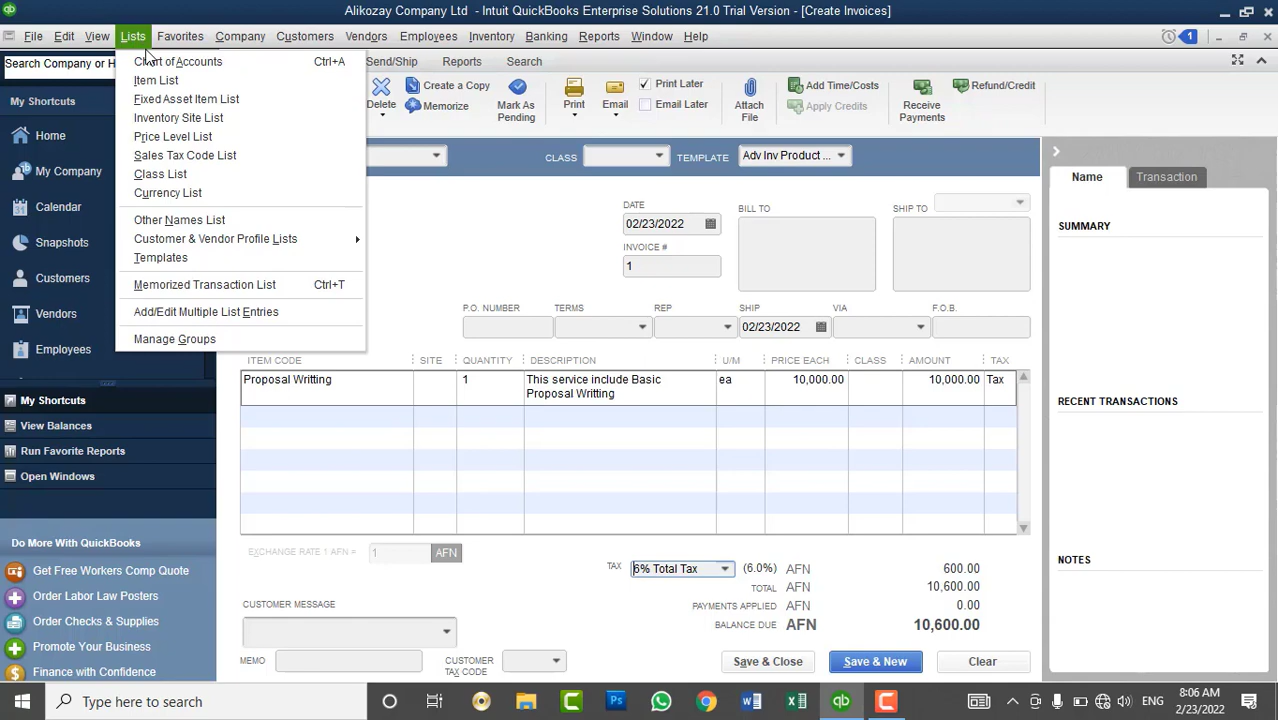 Alikozay Company Ltd - Intuit QuickBooks Enterprise Solutions 21.0 Trial Version - [Create Invoices]
File Edit View Lists Favorites Company Customers Vendors Employees Inventory Banking Reports Window Help
1
Search Company or H
Chart of Accounts Ctrl+A
Item List
Fixed Asset Item List
Inventory Site List
Price Level List
Sales Tax Code List
Class List
Currency List
Other Names List
Customer & Vendor Profile Lists
Templates
Memorized Transaction List Ctrl+T
Add/Edit Multiple List Entries
Manage Groups
Send/Ship Reports Search
Delete
Create a Copy
Memorize
Mark As
Pending
Print
Email
Print Later
Email Later
Attach
File
Add Time/Costs
Apply Credits
Receive
Payments
Refund/Credit
My Shortcuts
Home
My Company
Calendar
Snapshots
Customers
Vendors
Employees
My Shortcuts
View Balances
Run Favorite Reports
Open Windows
Do More With QuickBooks
Get Free Workers Comp Quote
Order Labor Law Posters
Order Checks & Supplies
Promote Your Business
Finance with Confidence
CLASS TEMPLATE Adv Inv Product ...
DATE BILL TO SHIP TO
02/23/2022
INVOICE #
1
P.O. NUMBER TERMS REP SHIP VIA F.O.B.
02/23/2022
ITEM CODE SITE QUANTITY DESCRIPTION U/M PRICE EACH CLASS AMOUNT TAX
Proposal Writting 1 This service include Basic ea 10,000.00 10,000.00 Tax
Proposal Writting
EXCHANGE RATE 1 AFN = 1 AFN
TAX 6% Total Tax (6.0%) AFN 600.00
TOTAL AFN 10,600.00
PAYMENTS APPLIED AFN 0.00
BALANCE DUE AFN 10,600.00
CUSTOMER MESSAGE
MEMO
CUSTOMER
TAX CODE
Save & Close Save & New Clear
Name Transaction
SUMMARY
RECENT TRANSACTIONS
NOTES
Type here to search
ENG
8:06 AM
2/23/2022